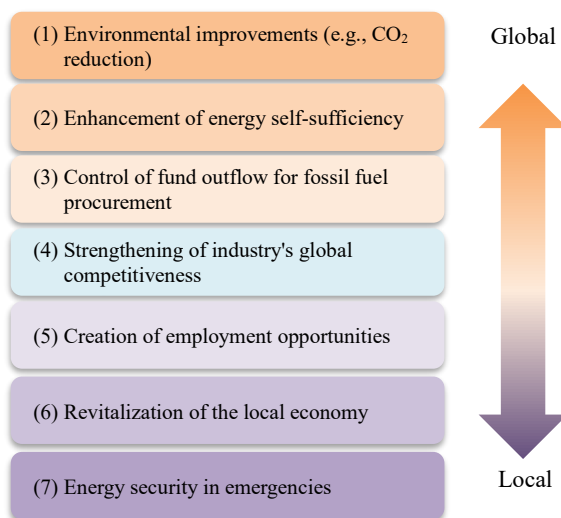 (1) Environmental improvements (e.g., CO₂
reduction)
Global
(2) Enhancement of energy self-sufficiency
(3) Control of fund outflow for fossil fuel
procurement
(4) Strengthening of industry's global
competitiveness
(5) Creation of employment opportunities
(6) Revitalization of the local economy
(7) Energy security in emergencies
Local